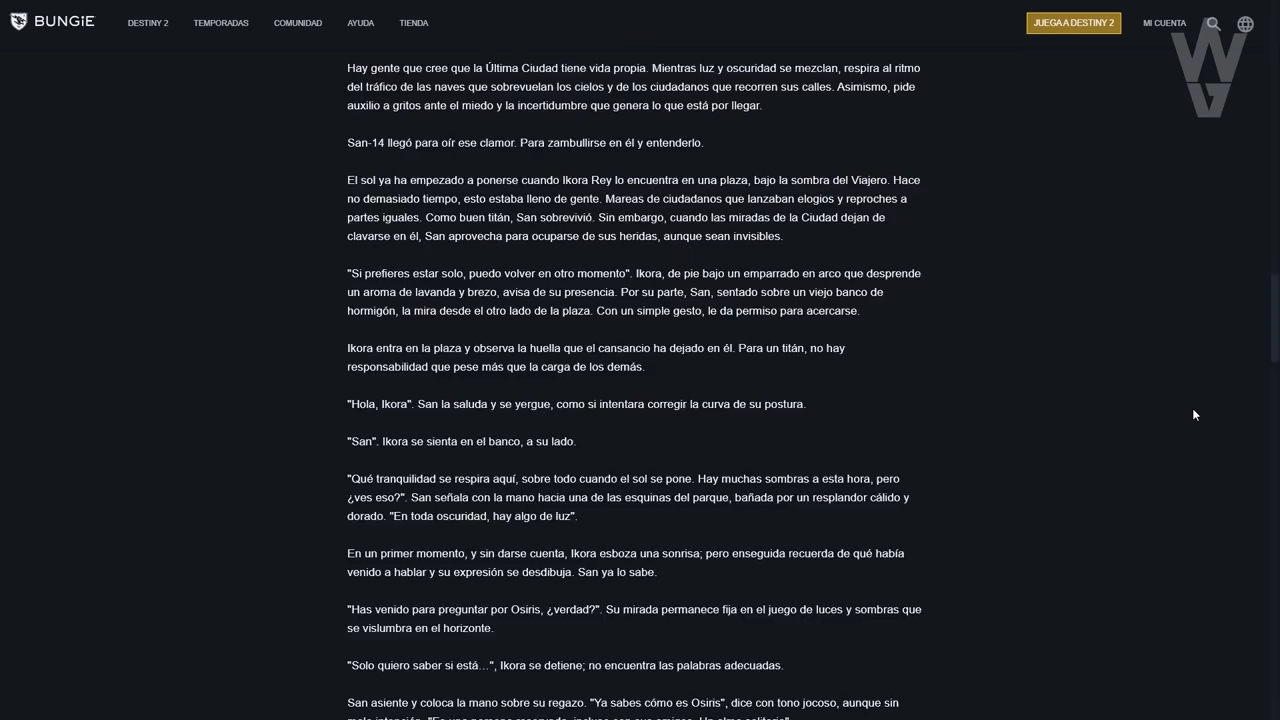 BUNGiE DESTINY 2 TEMPORADAS COMUNIDAD AYUDA TIENDA JUEGA A DESTINY 2 MI CUENTA
Hay gente que cree que la Última Ciudad tiene vida propia. Mientras luz y oscuridad se mezclan, respira al ritmo
del tráfico de las naves que sobrevuelan los cielos y de los ciudadanos que recorren sus calles. Asimismo, pide
auxilio a gritos ante el miedo y la incertidumbre que genera lo que está por llegar.
San-14 llegó para oír ese clamor. Para zambullirse en él y entenderlo.
El sol ya ha empezado a ponerse cuando Ikora Rey lo encuentra en una plaza, bajo la sombra del Viajero. Hace
no demasiado tiempo, esto estaba lleno de gente. Mareas de ciudadanos que lanzaban elogios y reproches a
partes iguales. Como buen titán, San sobrevivió. Sin embargo, cuando las miradas de la Ciudad dejan de
clavarse en él, San aprovecha para ocuparse de sus heridas, aunque sean invisibles.
"Si prefieres estar solo, puedo volver en otro momento". Ikora, de pie bajo un emparrado en arco que desprende
un aroma de lavanda y brezo, avisa de su presencia. Por su parte, San, sentado sobre un viejo banco de
hormigón, la mira desde el otro lado de la plaza. Con un simple gesto, le da permiso para acercarse.
Ikora entra en la plaza y observa la huella que el cansancio ha dejado en él. Para un titán, no hay
responsabilidad que pese más que la carga de los demás.
"Hola, Ikora". San la saluda y se yergue, como si intentara corregir la curva de su postura.
"San". Ikora se sienta en el banco, a su lado.
"Qué tranquilidad se respira aquí, sobre todo cuando el sol se pone. Hay muchas sombras a esta hora, pero
¿ves eso?". San señala con la mano hacia una de las esquinas del parque, bañada por un resplandor cálido y
dorado. "En toda oscuridad, hay algo de luz".
En un primer momento, y sin darse cuenta, Ikora esboza una sonrisa; pero enseguida recuerda de qué había
venido a hablar y su expresión se desdibuja. San ya lo sabe.
"Has venido para preguntar por Osiris, ¿verdad?". Su mirada permanece fija en el juego de luces y sombras que
se vislumbra en el horizonte.
"Solo quiero saber si está…", Ikora se detiene; no encuentra las palabras adecuadas.
San asiente y coloca la mano sobre su regazo. "Ya sabes cómo es Osiris", dice con tono jocoso, aunque sin